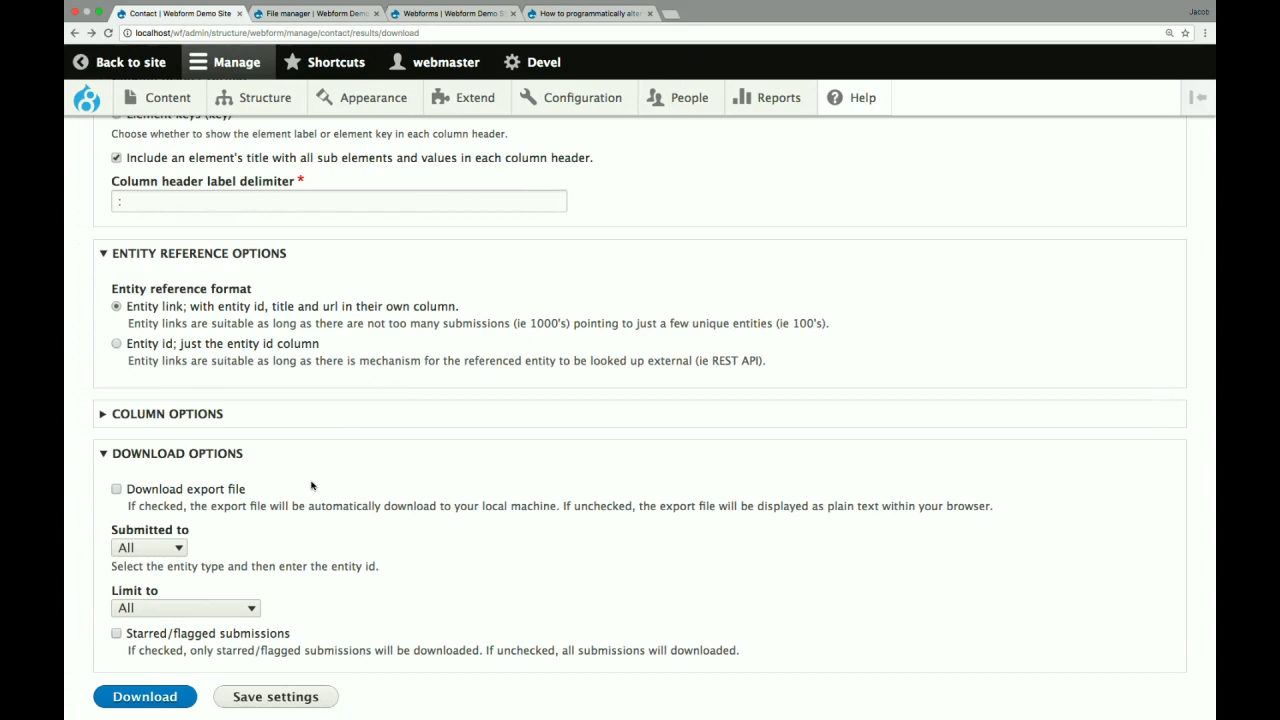 Contact | Webform Demo Site
File manager | Webform Demo
Webforms | Webform Demo S
How to programmatically alter
Jacob
localhost/wf/admin/structure/webform/manage/contact/results/download
Back to site
Manage
Shortcuts
webmaster
Devel
Content
Structure
Appearance
Extend
Configuration
People
Reports
Help
Element keys (key)
Choose whether to show the element label or element key in each column header.
Include an element's title with all sub elements and values in each column header.
Column header label delimiter *
:
ENTITY REFERENCE OPTIONS
Entity reference format
Entity link; with entity id, title and url in their own column.
Entity links are suitable as long as there are not too many submissions (ie 1000's) pointing to just a few unique entities (ie 100's).
Entity id; just the entity id column
Entity links are suitable as long as there is mechanism for the referenced entity to be looked up external (ie REST API).
COLUMN OPTIONS
DOWNLOAD OPTIONS
Download export file
If checked, the export file will be automatically download to your local machine. If unchecked, the export file will be displayed as plain text within your browser.
Submitted to
All
Select the entity type and then enter the entity id.
Limit to
All
Starred/flagged submissions
If checked, only starred/flagged submissions will be downloaded. If unchecked, all submissions will downloaded.
Download
Save settings